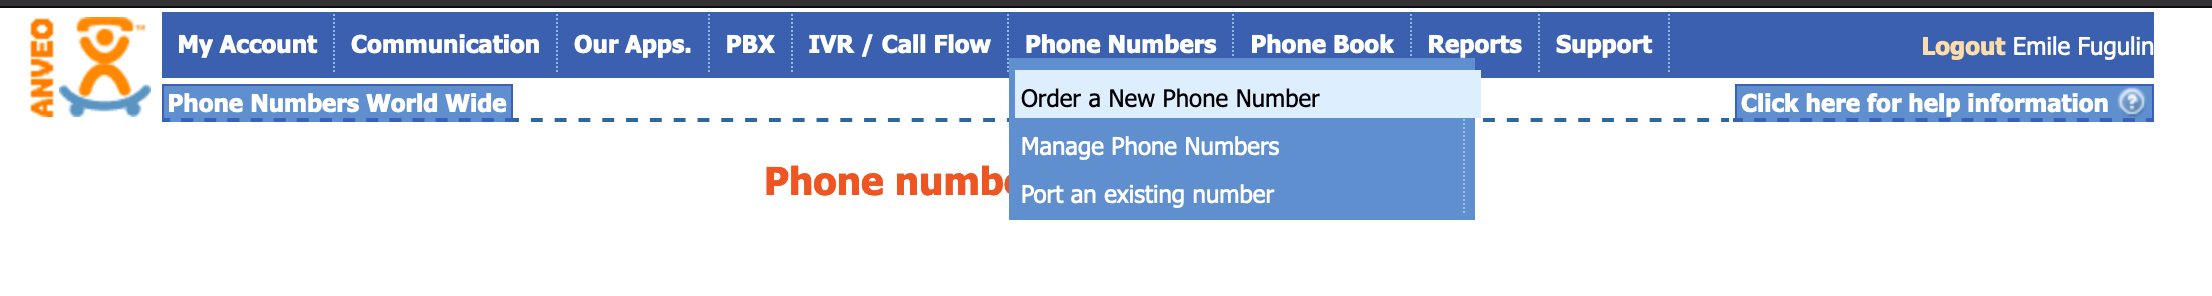 ANVEO
My Account Communication Our Apps. PBX IVR / Call Flow Phone Numbers Phone Book Reports Support Logout Emile Fugulin
Phone Numbers World Wide
Click here for help information ?
Order a New Phone Number
Manage Phone Numbers
Port an existing number
Phone